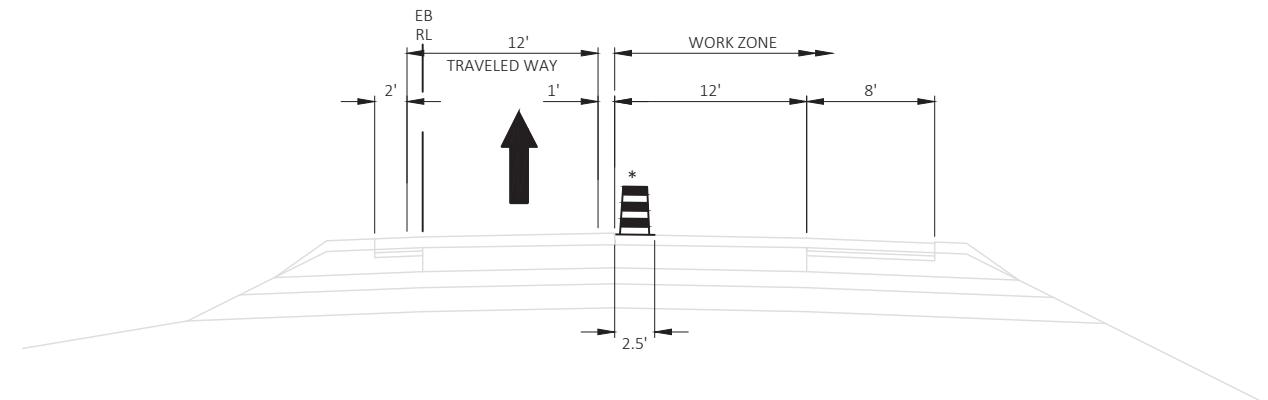 EB
RL
12'
WORK ZONE
TRAVELED WAY
2'
1'
12'
8'
*
2.5'